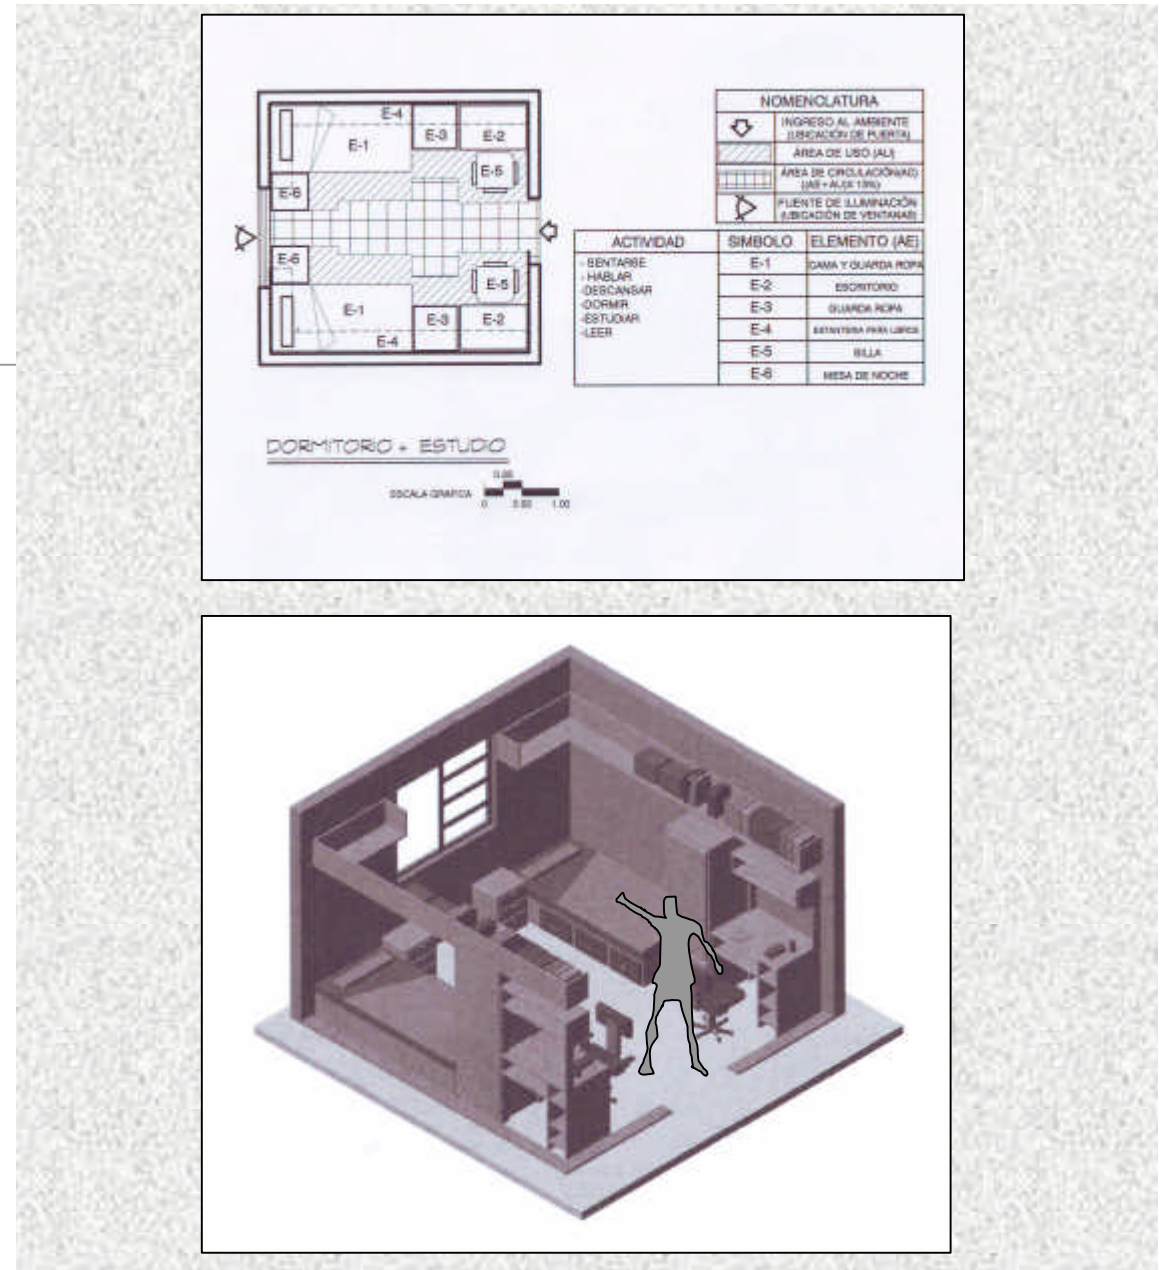 E-4
E-3
E-2
E-1
E-5
E-6
E-6
E-5
E-1
E-3
E-2
E-4
NOMENCLATURA
INGRESO AL AMBIENTE
(UBICACIÓN DE PUERTA)
ÁREA DE USO (AU)
ÁREA DE CIRCULACIÓN(AC)
FUENTE DE ILUMINACIÓN
(UBICACIÓN DE VENTANAS)
ACTIVIDAD
- SENTARSE
- HABLAR
-DESCANSAR
-DORMIR
-ESTUDIAR
-LEER
SIMBOLO ELEMENTO (AE)
E-1 CAMA Y GUARDA ROPA
E-2 ESCRITORIO
E-3 GUARDA ROPA
E-4 ESTANTERIA PARA LIBROS
E-5 SILLA
E-6 MESA DE NOCHE
DORMITORIO + ESTUDIO
ESCALA GRAFICA
0 1.00